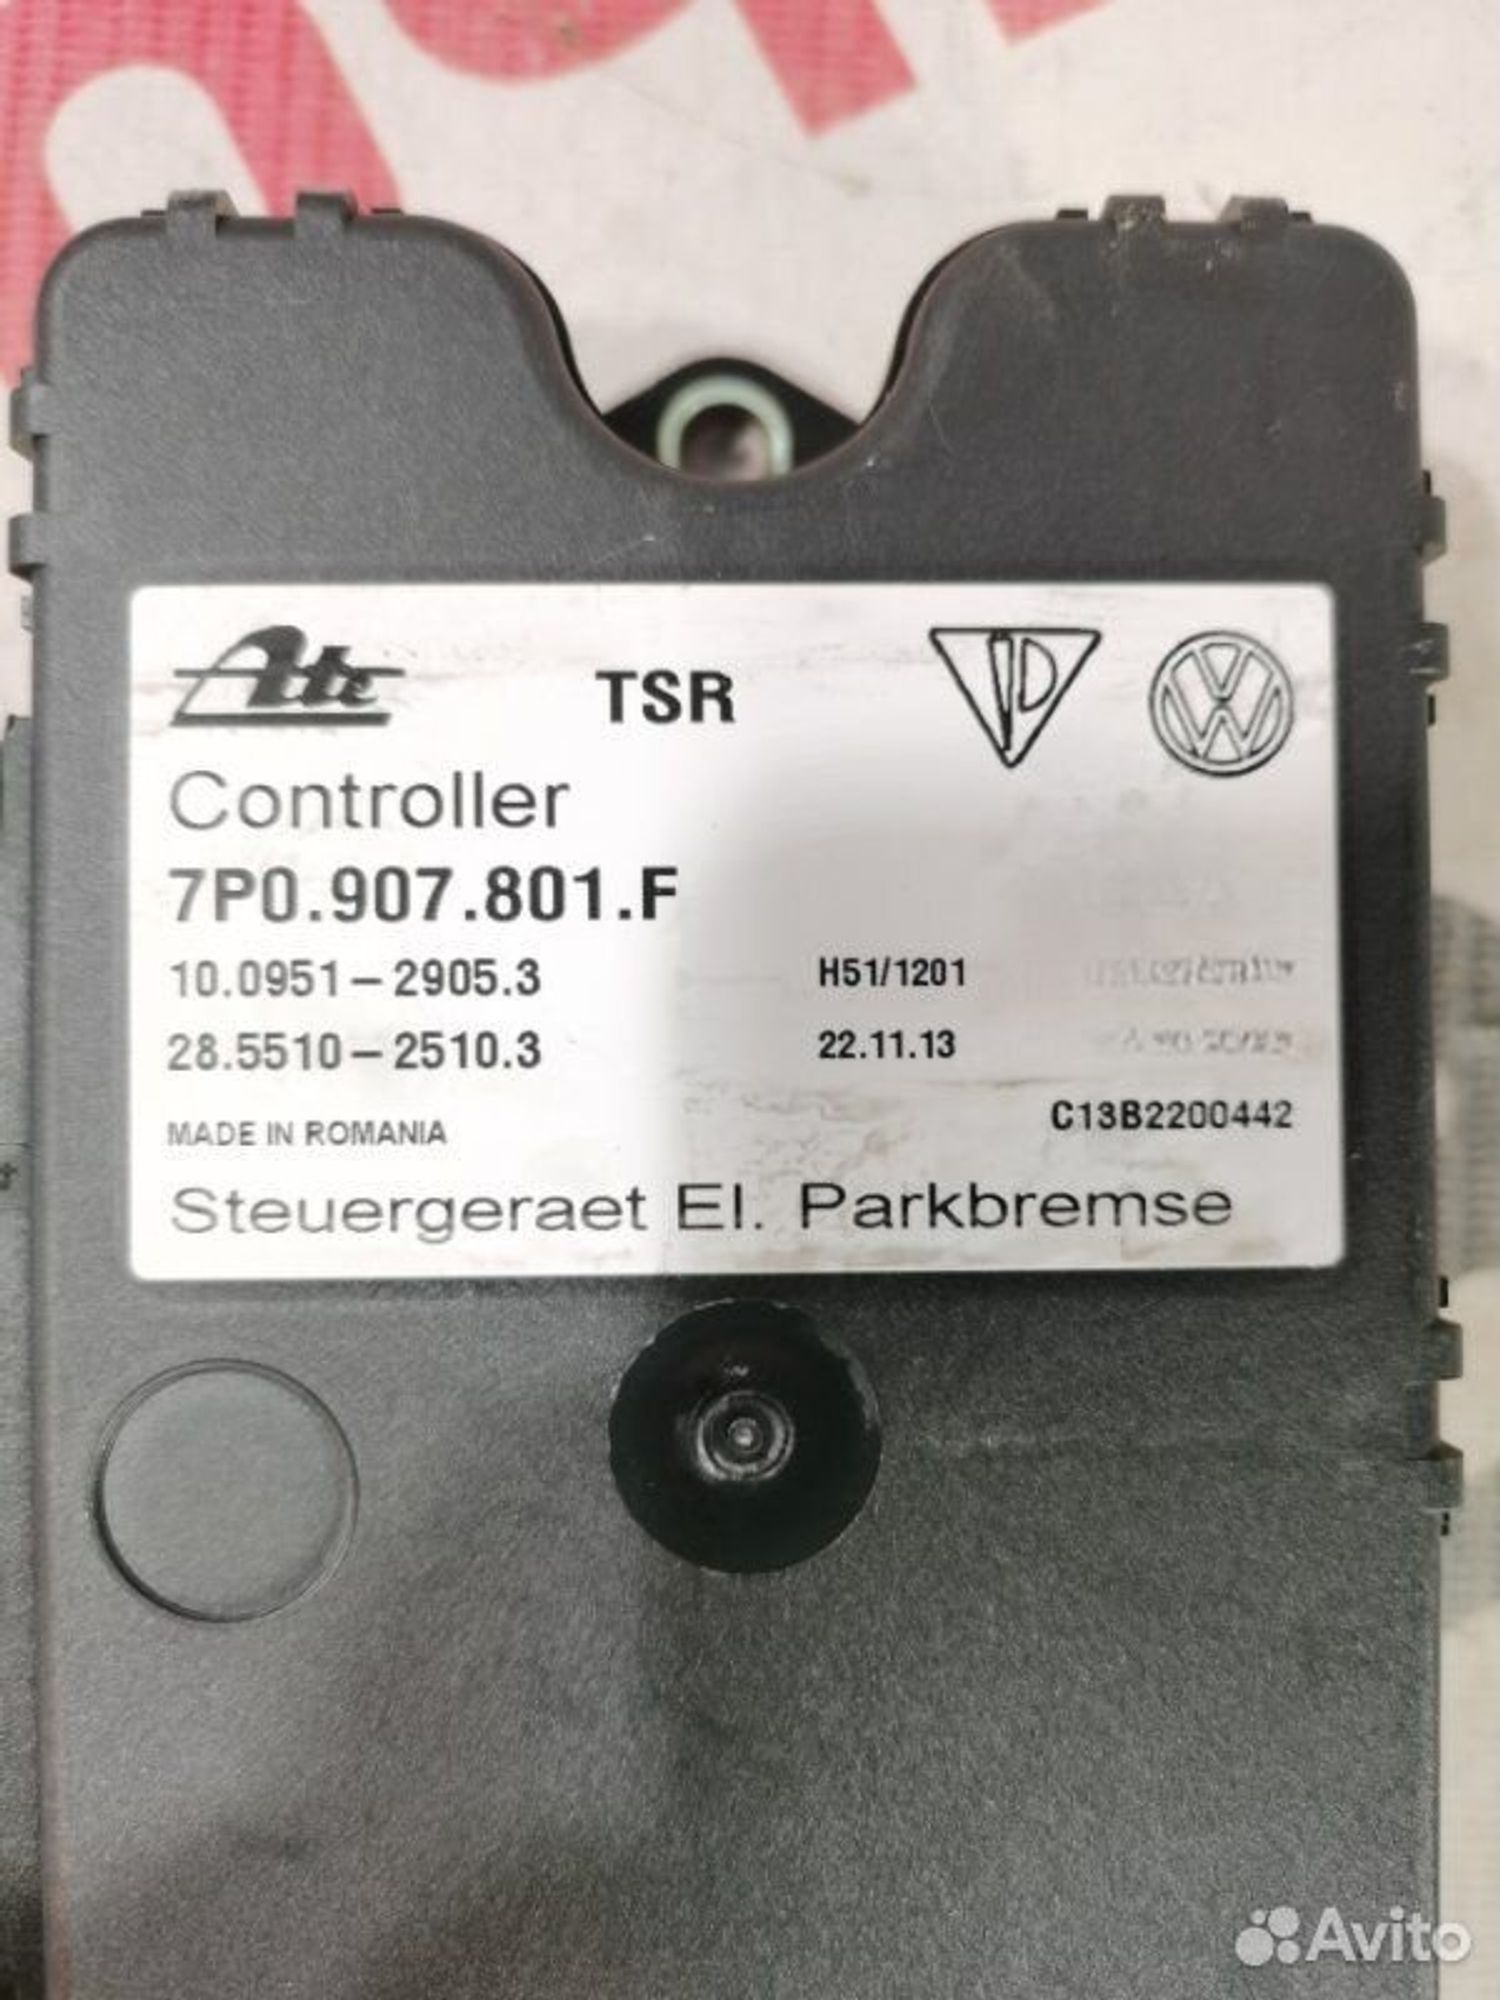 Ate TSR
Controller
7P0.907.801.F
10.0951-2905.3 H51/1201
28.5510-2510.3 22.11.13
C13B2200442
MADE IN ROMANIA
Steuergeraet El. Parkbremse
Avito